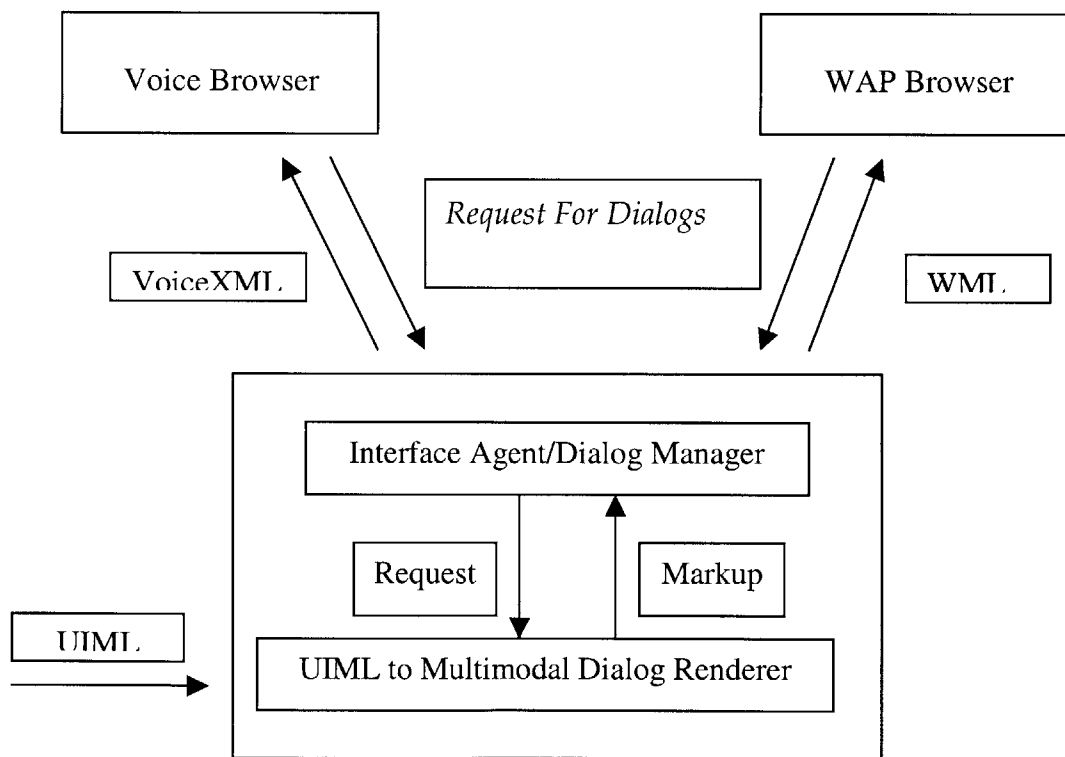 Voice Browser
WAP Browser
Request For Dialogs
VoiceXML
WML
Interface Agent/Dialog Manager
Request
Markup
UIML
UIML to Multimodal Dialog Renderer